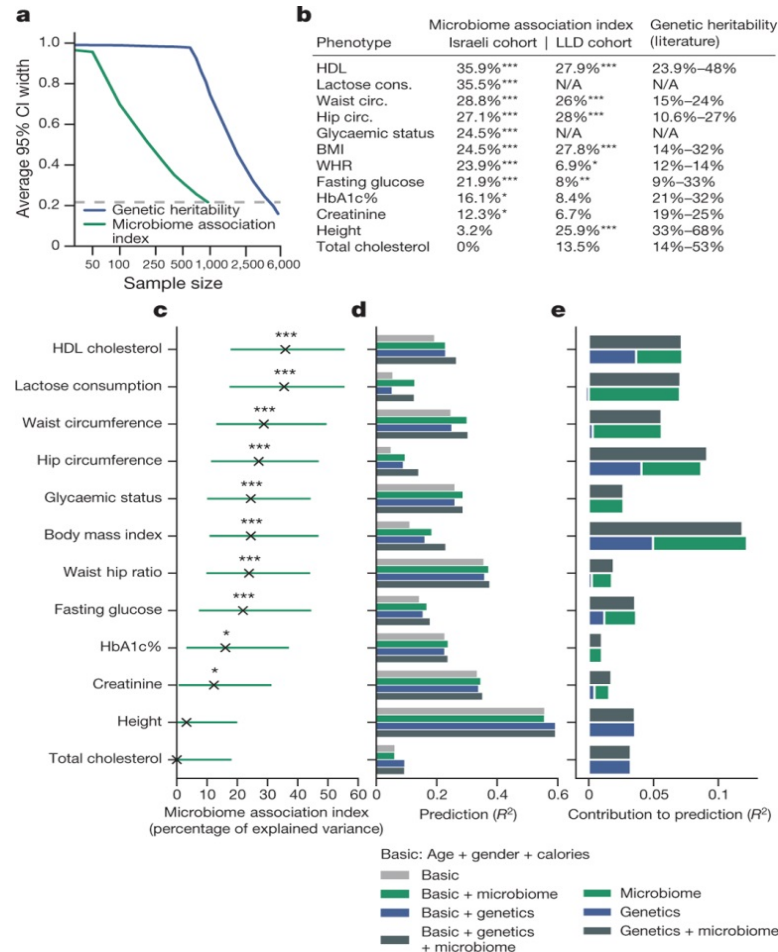 a
1.0
0.8
0.6
0.4
0.2
0
Average 95% CI width
Genetic heritability
Microbiome association
index
50 100 250 500 1,000 2,500 6,000
Sample size
b
Microbiome association index Genetic heritability
Phenotype Israeli cohort | LLD cohort (literature)
HDL 35.9%*** 27.9%*** 23.9%–48%
Lactose cons. 35.5%*** N/A N/A
Waist circ. 28.8%*** 26%*** 15%–24%
Hip circ. 27.1%*** 28%*** 10.6%–27%
Glycaemic status 24.5%*** N/A N/A
BMI 24.5%*** 27.8%*** 14%–32%
WHR 23.9%*** 6.9%* 12%–14%
Fasting glucose 21.9%*** 8%** 9%–33%
HbA1c% 16.1%* 8.4% 21%–32%
Creatinine 12.3%* 6.7% 19%–25%
Height 3.2% 25.9%*** 33%–68%
Total cholesterol 0% 13.5% 14%–53%
c
HDL cholesterol ***
Lactose consumption ***
Waist circumference ***
Hip circumference ***
Glycaemic status ***
Body mass index ***
Waist hip ratio ***
Fasting glucose ***
HbA1c% *
Creatinine *
Height
Total cholesterol
0 10 20 30 40 50 60
Microbiome association index
(percentage of explained variance)
d
0 0.2 0.4 0.6
Prediction (R²)
e
0 0.05 0.1
Contribution to prediction (R²)
Basic: Age + gender + calories
Basic
Basic + microbiome
Basic + genetics
Basic + genetics
+ microbiome
Microbiome
Genetics
Genetics + microbiome